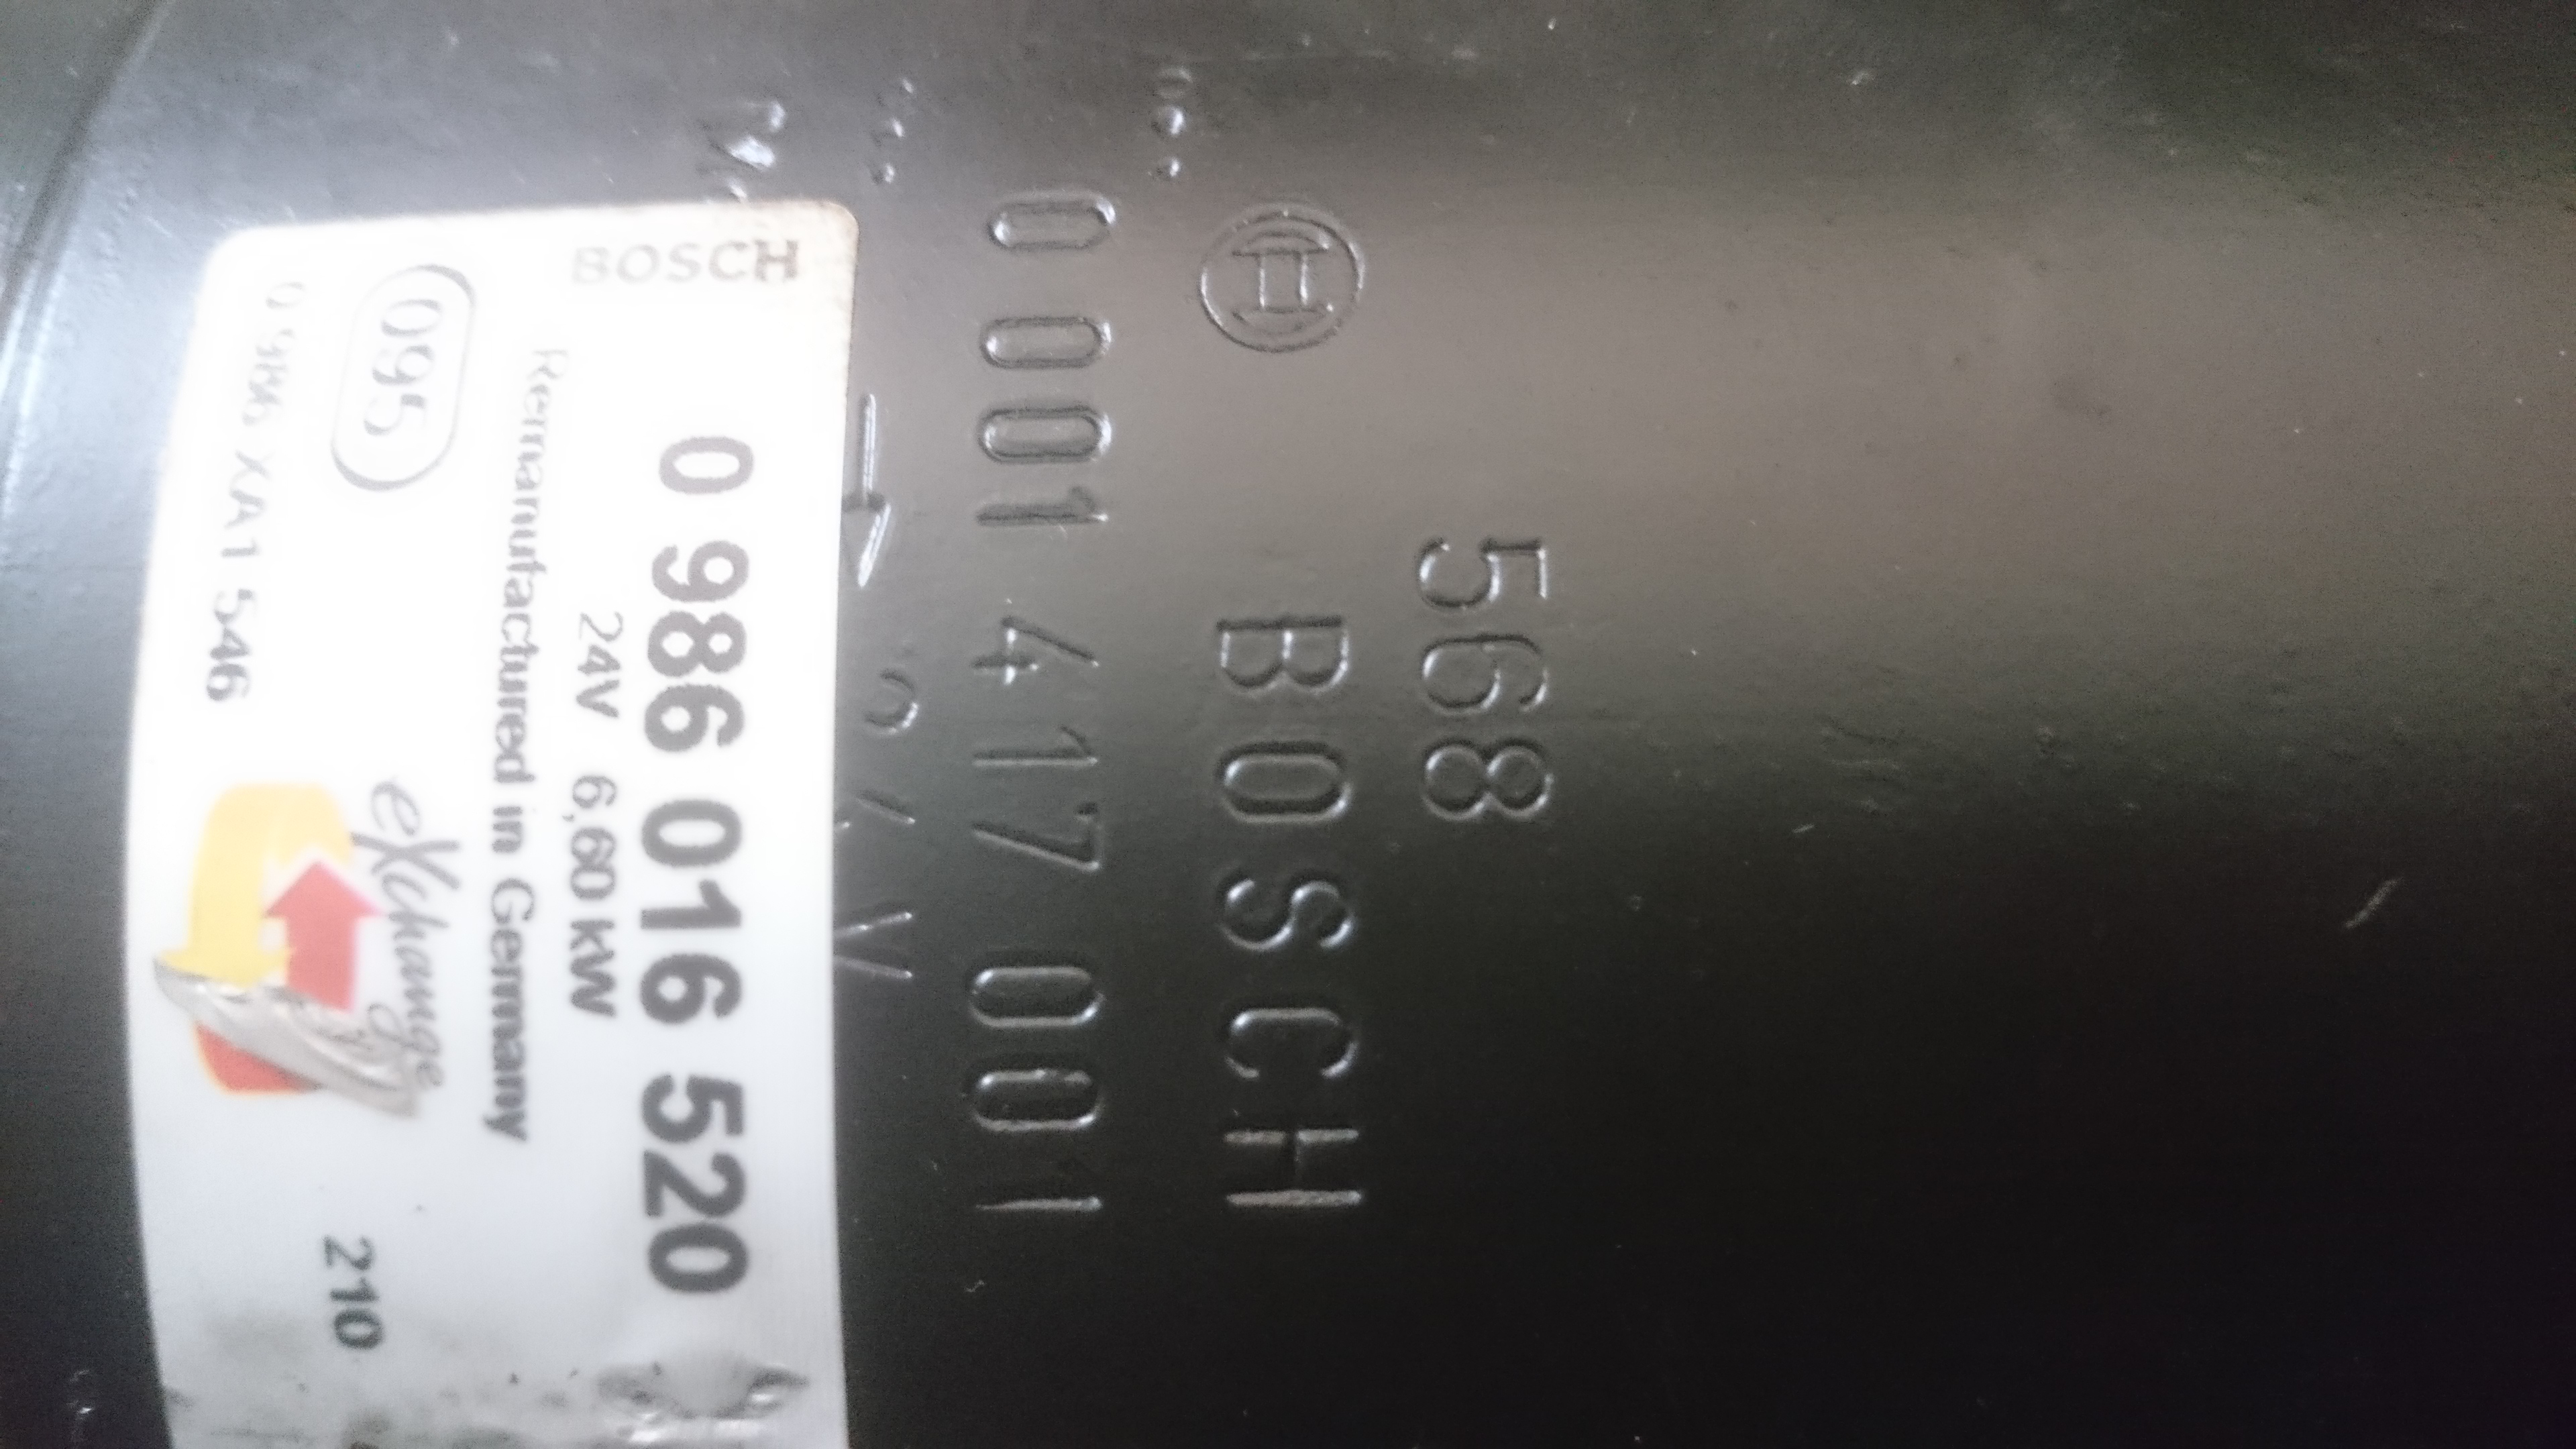 568
BOSCH
0 001 417 001
24V
BOSCH
0 986 016 520
24V 6,60 kW
Remanufactured in Germany
eXchange
095
210
0 986 XA1 546